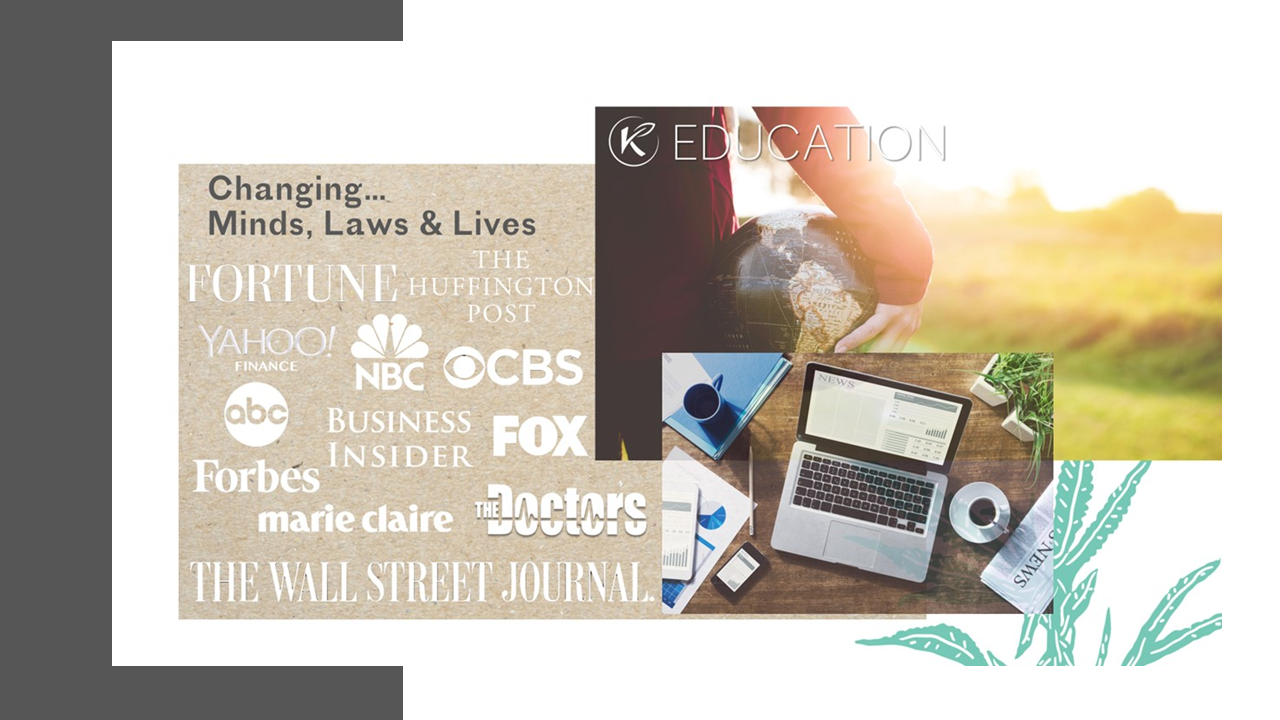 Changing...
Minds, Laws & Lives
FORTUNE
THE
HUFFINGTON
POST
YAHOO!
FINANCE
NBC
CBS
abc
BUSINESS
INSIDER
FOX
Forbes
marie claire
THE Doctors
THE WALL STREET JOURNAL.
K EDUCATION
NEWS
NEWS